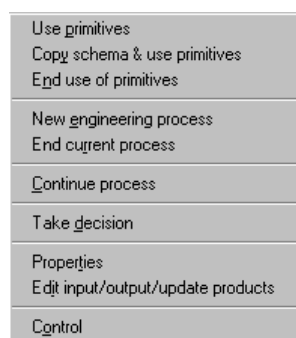 Use primitives
Copy schema & use primitives
End use of primitives
New engineering process
End current process
Continue process
Take decision
Properties
Edit input/output/update products
Control